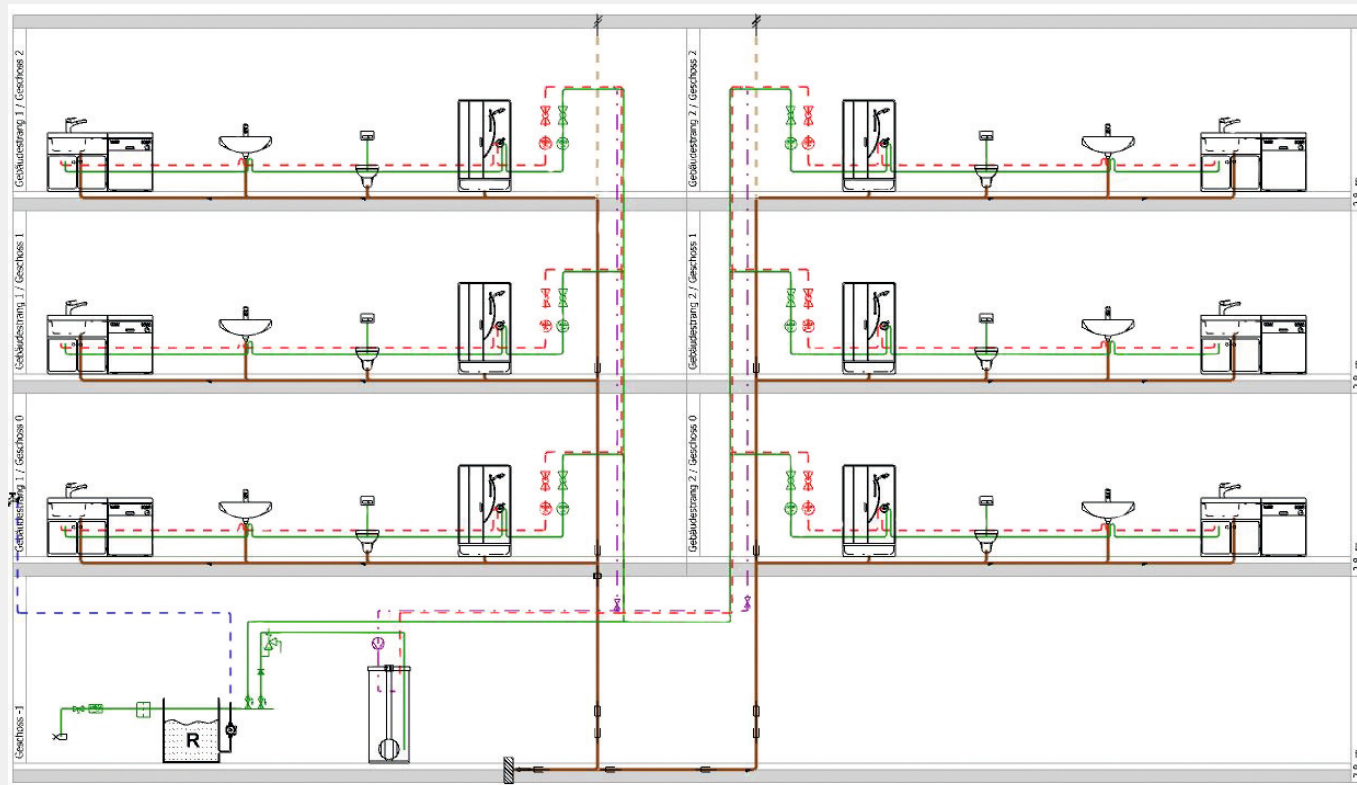 Gebäudestrang 1 / Geschoss 2
Gebäudestrang 2 / Geschoss 2
Gebäudestrang 1 / Geschoss 1
Gebäudestrang 2 / Geschoss 1
Gebäudestrang 1 / Geschoss 0
Gebäudestrang 2 / Geschoss 0
Geschoss -1
R